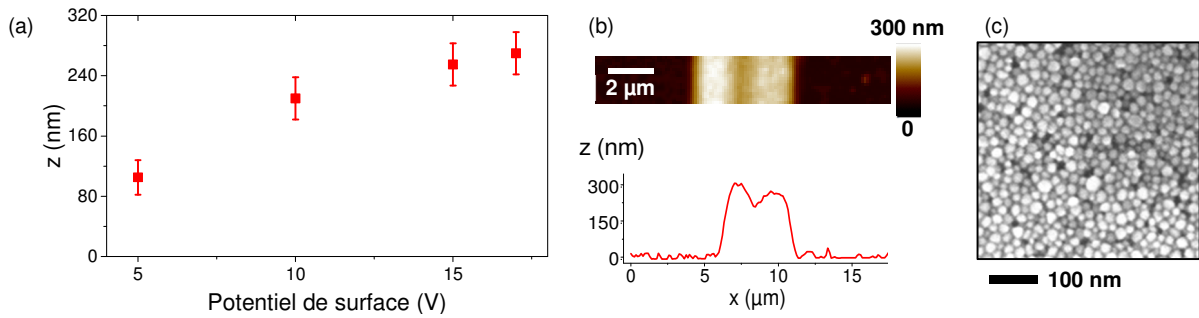 (a)
z (nm)
320
240
160
80
0
5
10
15
Potentiel de surface (V)
(b)
300 nm
2 µm
0
z (nm)
300
150
0
0
5
10
15
x (µm)
(c)
100 nm